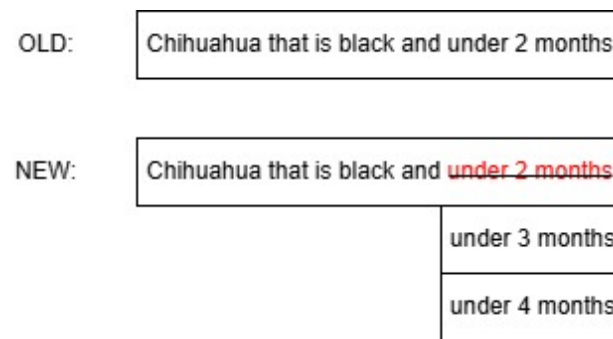 OLD: Chihuahua that is black and under 2 months
NEW: Chihuahua that is black and under 2 months
under 3 months
under 4 months